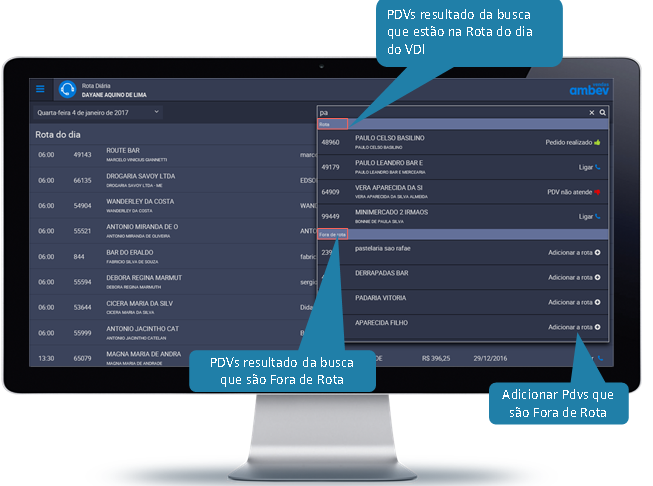 PDVs resultado da busca
que estão na Rota do dia
do VDI
Rota Diária
DAYANE AQUINO DE LIMA
ambev
Quarta-feira 4 de janeiro de 2017
pa
Rota do dia
Rota
06:00 49143 ROUTE BAR
MARCELO VINICIUS GIANNETTI
06:00 66135 DROGARIA SAVOY LTDA
DROGARIA SAVOY LTDA - ME
06:00 54904 WANDERLEY DA COSTA
WANDERLEY DA COSTA
06:00 55521 ANTONIO MIRANDA DE O
ANTONIO MIRANDA DE OLIVEIRA
06:00 844 BAR DO ERALDO
FABRICIO SILVA DE SOUZA
06:00 55594 DEBORA REGINA MARMUT
DEBORA REGINA MARMUTH
06:00 53644 CICERA MARIA DA SILV
CICERA MARIA DA SILVA
06:00 55999 ANTONIO JACINTHO CAT
ANTONIO JACINTHO CATELAN
13:30 65079 MAGNA MARIA DE ANDRA
MAGNA MARIA DE ANDRADE
DE R$ 396,25 29/12/2016
48960 PAULO CELSO BASILINO Pedido realizado
PAULO CELSO BASILINO
49179 PAULO LEANDRO BAR E Ligar
PAULO LEANDRO BAR E MERCEARIA
64909 VERA APARECIDA DA SI PDV não atende
VERA APARECIDA DA SILVA ALMEIDA
99449 MINIMERCADO 2 IRMAOS Ligar
BONNIE DE PAULA SILVA
Fora de rota
239 pastelaria sao rafae Adicionar a rota
DERRAPADAS BAR Adicionar a rota
PADARIA VITORIA Adicionar a rota
APARECIDA FILHO Adicionar a rota
PDVs resultado da busca
que são Fora de Rota
Adicionar Pdvs que
são Fora de Rota